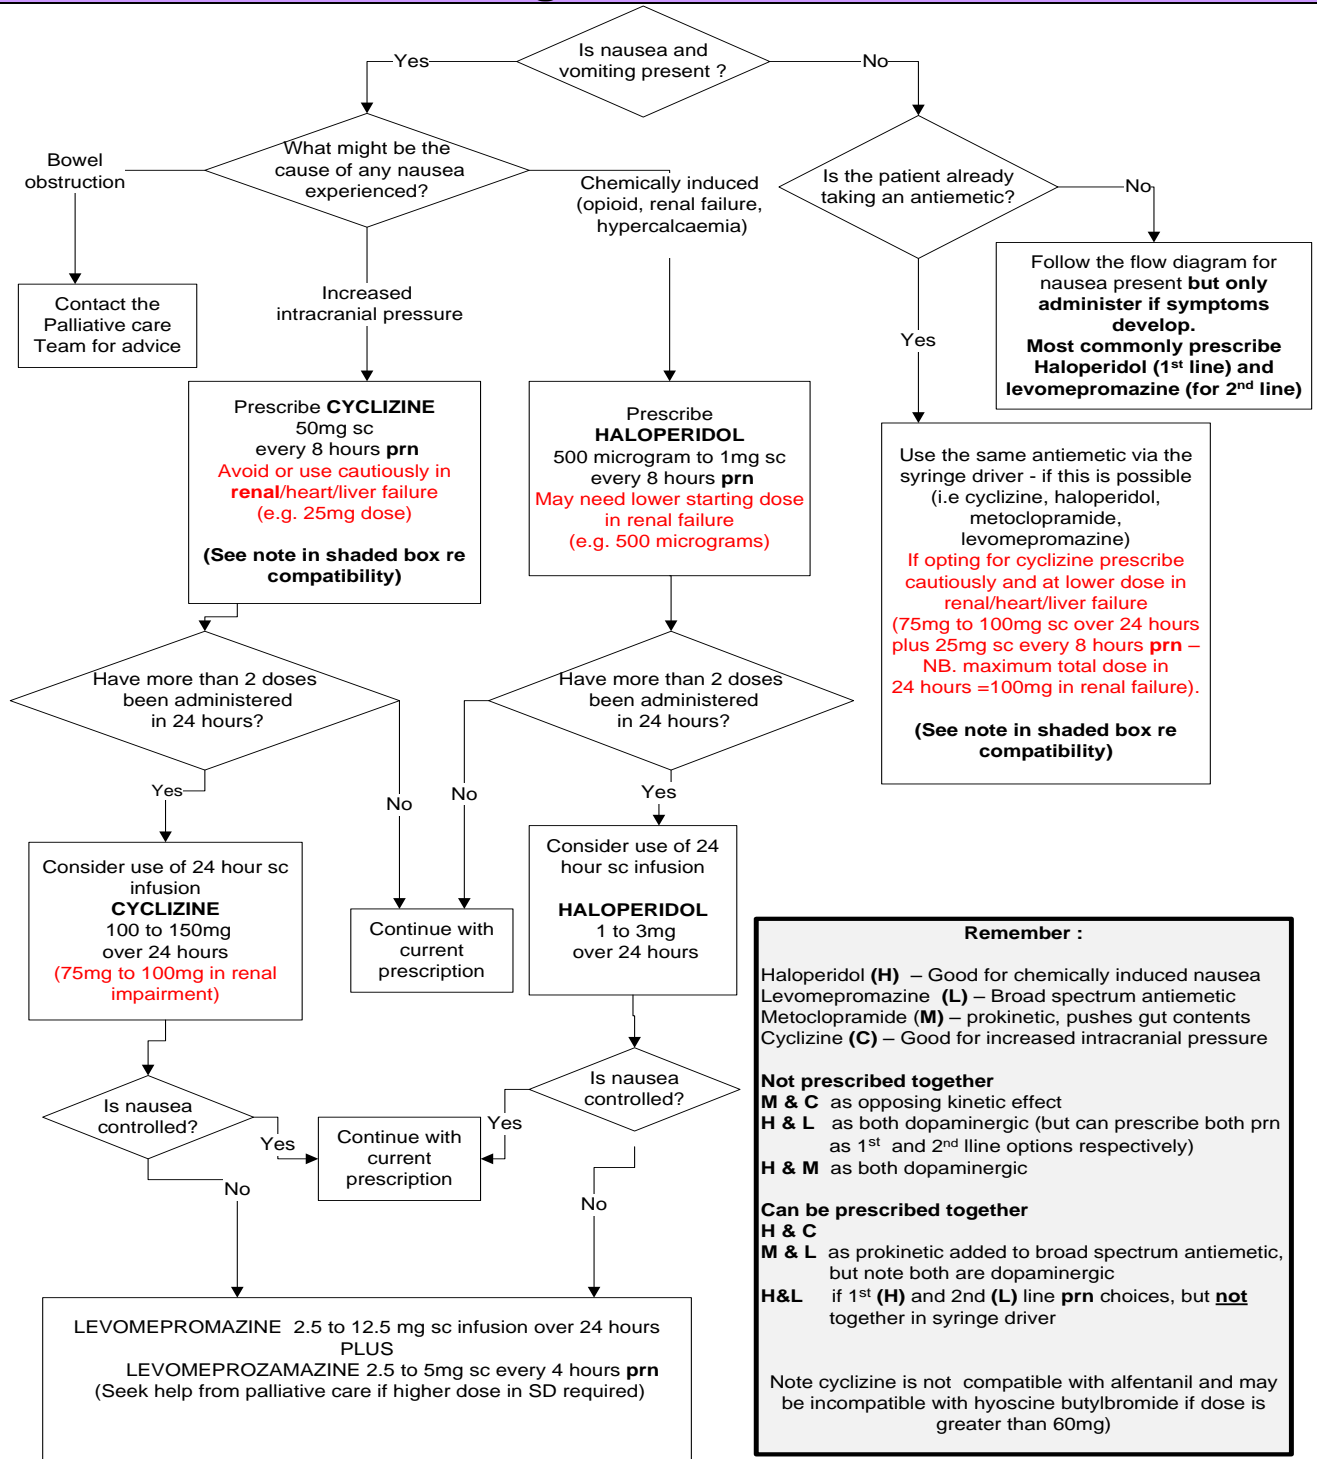 Is nausea and
vomiting present ?
Yes
No
What might be the
cause of any nausea
experienced?
Bowel
obstruction
Chemically induced
(opioid, renal failure,
hypercalcaemia)
Is the patient already
taking an antiemetic?
No
Contact the
Palliative care
Team for advice
Increased
intracranial pressure
Yes
Follow the flow diagram for
nausea present but only
administer if symptoms
develop.
Most commonly prescribe
Haloperidol (1st line) and
levomepromazine (for 2nd line)
Prescribe CYCLIZINE
50mg sc
every 8 hours prn
Avoid or use cautiously in
renal/heart/liver failure
(e.g. 25mg dose)
(See note in shaded box re
compatibility)
Prescribe
HALOPERIDOL
500 microgram to 1mg sc
every 8 hours prn
May need lower starting dose
in renal failure
(e.g. 500 micrograms)
Use the same antiemetic via the
syringe driver - if this is possible
(i.e cyclizine, haloperidol,
metoclopramide,
levomepromazine)
If opting for cyclizine prescribe
cautiously and at lower dose in
renal/heart/liver failure
(75mg to 100mg sc over 24 hours
plus 25mg sc every 8 hours prn –
NB. maximum total dose in
24 hours =100mg in renal failure).
(See note in shaded box re
compatibility)
Have more than 2 doses
been administered
in 24 hours?
Have more than 2 doses
been administered
in 24 hours?
Yes
No
No
Yes
Consider use of 24 hour sc
infusion
CYCLIZINE
100 to 150mg
over 24 hours
(75mg to 100mg in renal
impairment)
Continue with
current
prescription
Consider use of 24
hour sc infusion
HALOPERIDOL
1 to 3mg
over 24 hours
Is nausea
controlled?
Yes
Continue with
current
prescription
Yes
Is nausea
controlled?
No
No
LEVOMEPROMAZINE 2.5 to 12.5 mg sc infusion over 24 hours
PLUS
LEVOMEPROZAMAZINE 2.5 to 5mg sc every 4 hours prn
(Seek help from palliative care if higher dose in SD required)
Remember :
Haloperidol (H) – Good for chemically induced nausea
Levomepromazine (L) – Broad spectrum antiemetic
Metoclopramide (M) – prokinetic, pushes gut contents
Cyclizine (C) – Good for increased intracranial pressure
Not prescribed together
M & C as opposing kinetic effect
H & L as both dopaminergic (but can prescribe both prn
as 1st and 2nd lline options respectively)
H & M as both dopaminergic
Can be prescribed together
H & C
M & L as prokinetic added to broad spectrum antiemetic,
but note both are dopaminergic
H&L if 1st (H) and 2nd (L) line prn choices, but not
together in syringe driver
Note cyclizine is not compatible with alfentanil and may
be incompatible with hyoscine butylbromide if dose is
greater than 60mg)